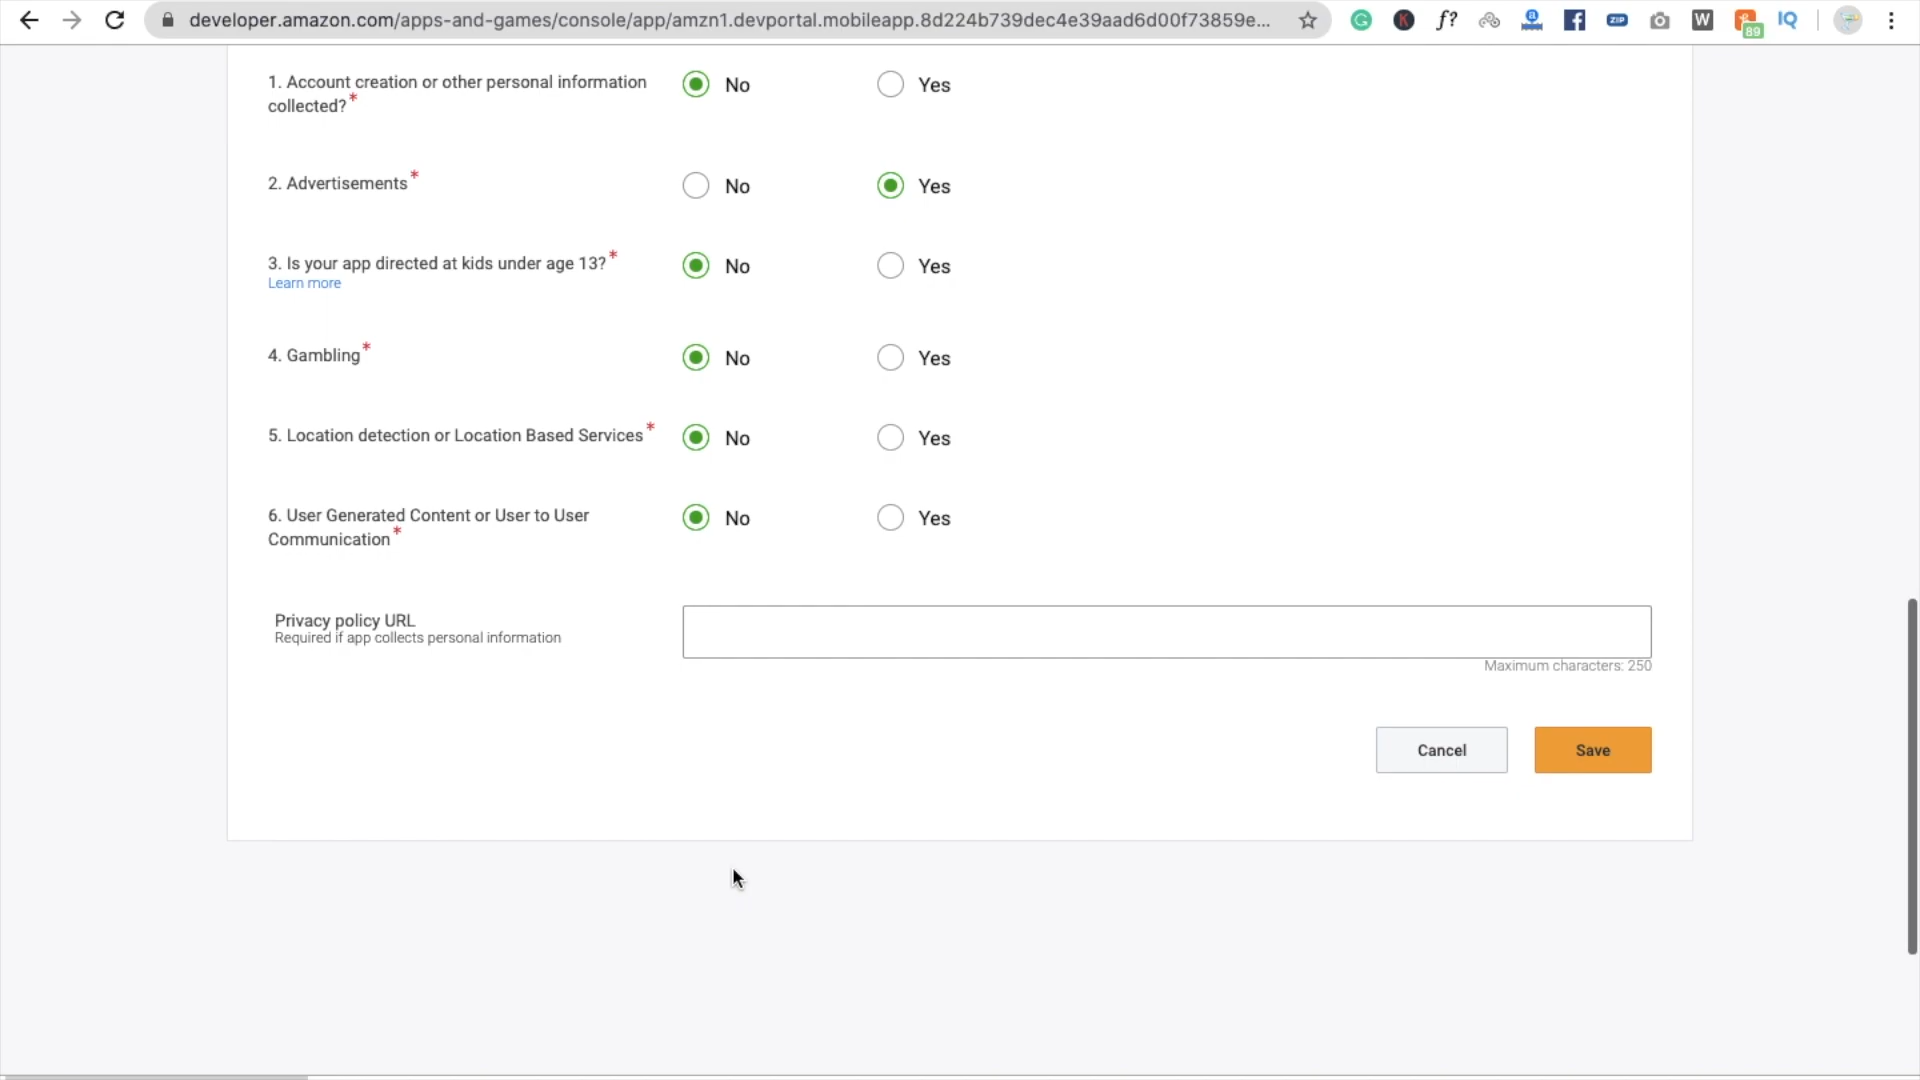 developer.amazon.com/apps-and-games/console/app/amzn1.devportal.mobileapp.8d224b739dec4e39aad6d00f73859e...
G K f? a ZIP W 89 IQ
1. Account creation or other personal information
collected?* No Yes
2. Advertisements* No Yes
3. Is your app directed at kids under age 13?* No Yes
Learn more
4. Gambling* No Yes
5. Location detection or Location Based Services* No Yes
6. User Generated Content or User to User
Communication* No Yes
Privacy policy URL
Required if app collects personal information
Maximum characters: 250
Cancel Save